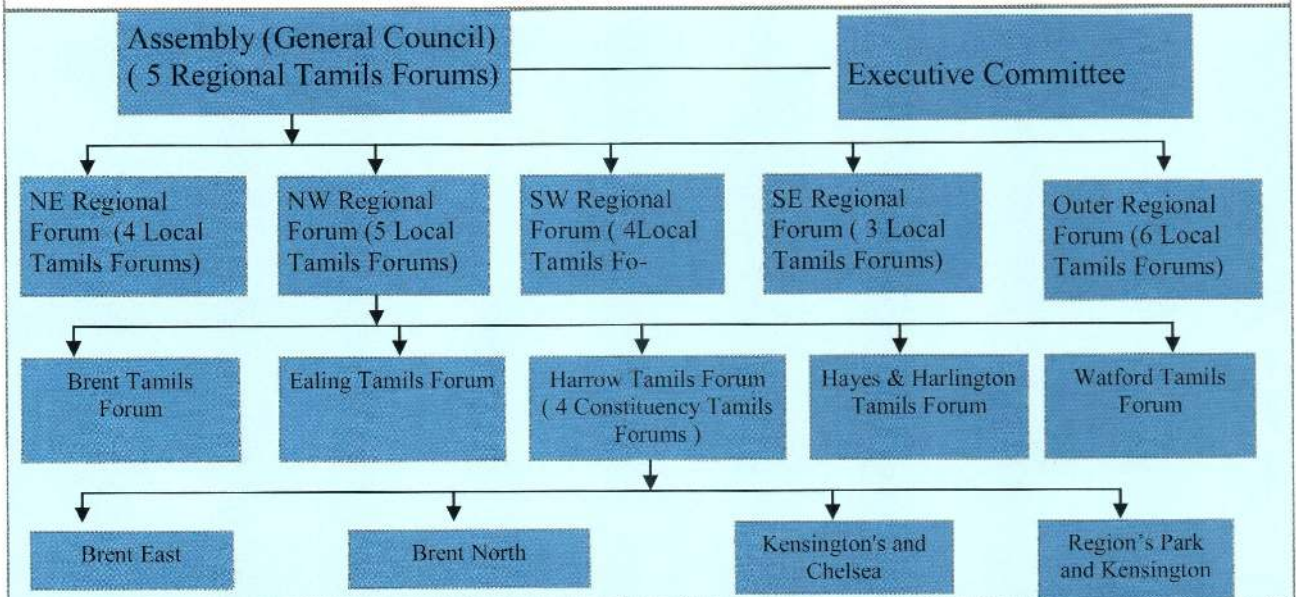 Assembly (General Council)
( 5 Regional Tamils Forums)
Executive Committee
NE Regional
Forum (4 Local
Tamils Forums)
NW Regional
Forum (5 Local
Tamils Forums)
SW Regional
Forum ( 4Local
Tamils Fo-
SE Regional
Forum ( 3 Local
Tamils Forums)
Outer Regional
Forum (6 Local
Tamils Forums)
Brent Tamils
Forum
Ealing Tamils Forum
Harrow Tamils Forum
( 4 Constituency Tamils
Forums )
Hayes & Harlington
Tamils Forum
Watford Tamils
Forum
Brent East
Brent North
Kensington's and
Chelsea
Region's Park
and Kensington